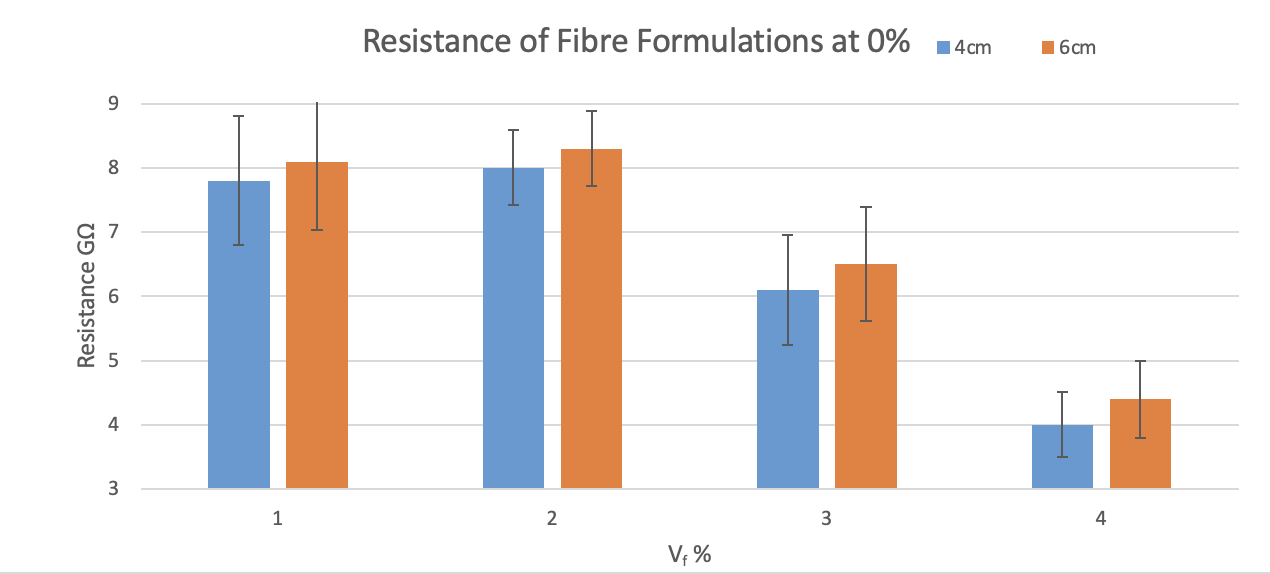 Resistance of Fibre Formulations at 0%
4cm
6cm
9
8
7
6
5
4
3
Resistance GΩ
1
2
3
4
Vf %